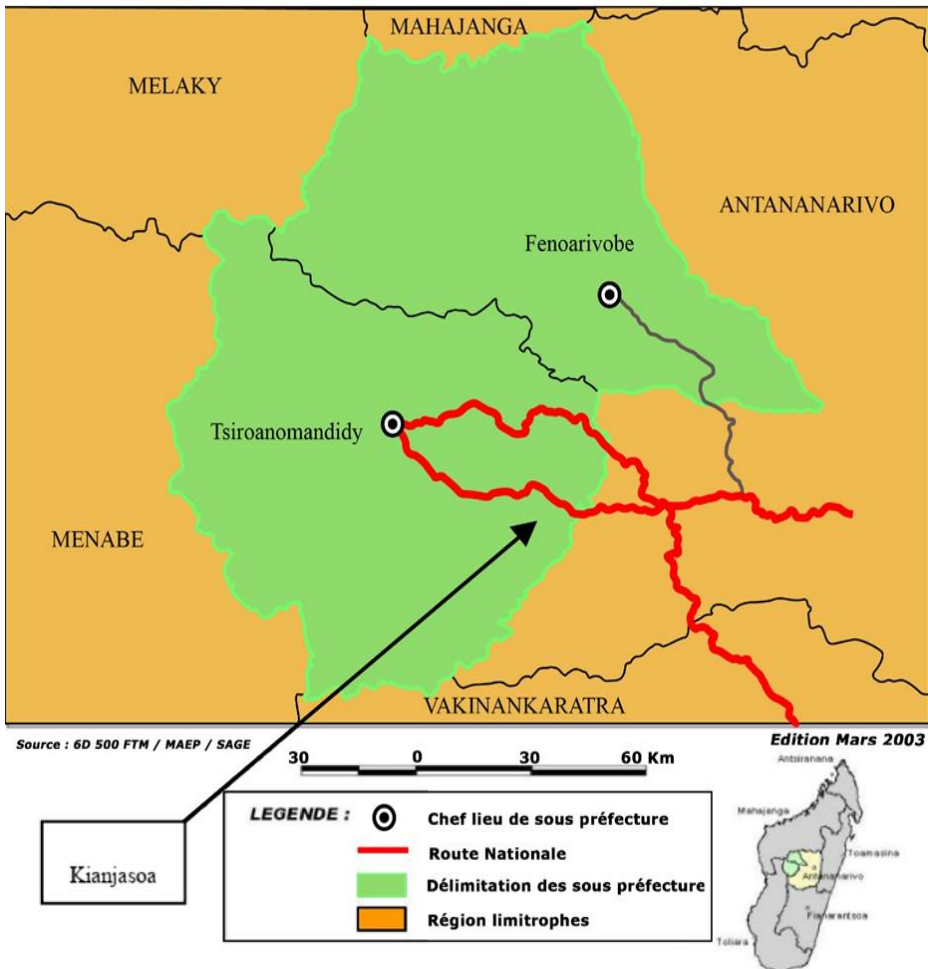 MAHAJANGA
MELAKY
ANTANANARIVO
Fenoarivobe
Tsiroanomandidy
MENABE
VAKINANKARATRA
Source : 6D 500 FTM / MAEP / SAGE
Edition Mars 2003
30 0 30 60 Km
Kianjasoa
LEGENDE :
Chef lieu de sous préfecture
Route Nationale
Délimitation des sous préfecture
Région limitrophes
Antsiranana
Mahajanga
Toamasina
Antananarivo
Fianarantsoa
Toliara